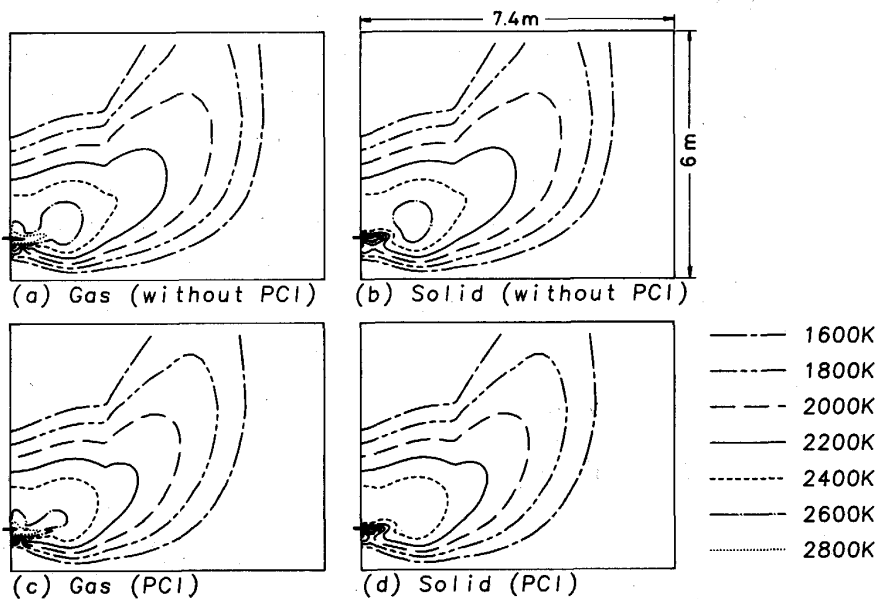 7.4m
6m
(a) Gas (without PCI)
(b) Solid (without PCI)
(c) Gas (PCI)
(d) Solid (PCI)
1600K
1800K
2000K
2200K
2400K
2600K
2800K